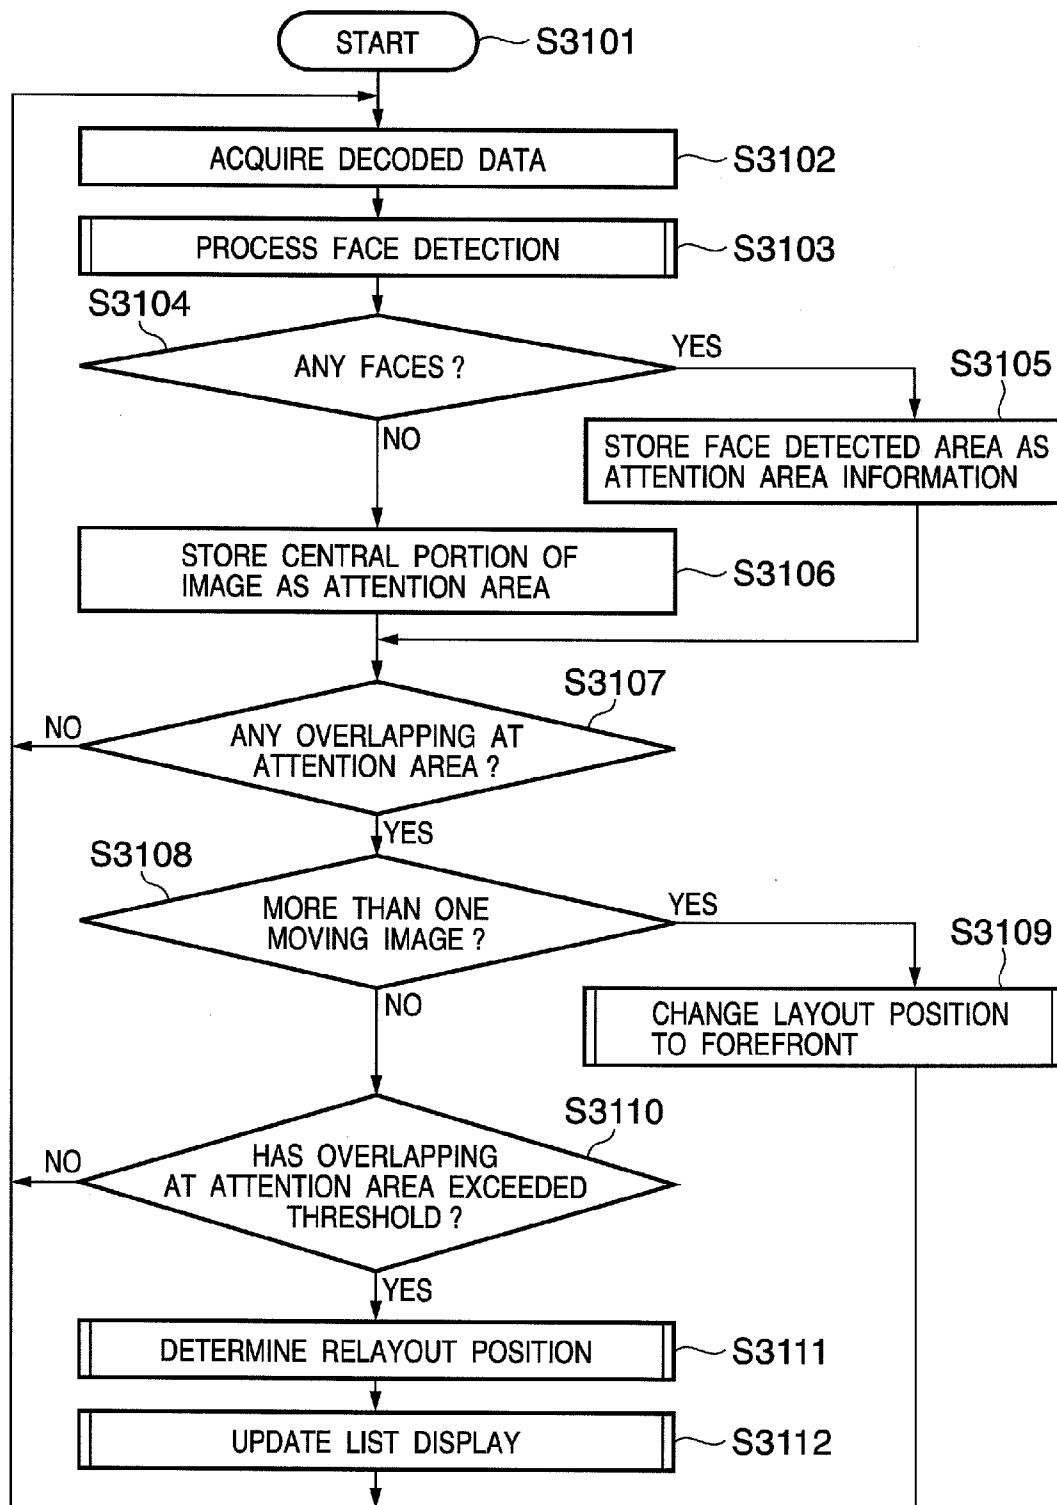 START
S3101
ACQUIRE DECODED DATA
S3102
PROCESS FACE DETECTION
S3103
S3104
ANY FACES ?
YES
NO
S3105
STORE FACE DETECTED AREA AS
ATTENTION AREA INFORMATION
STORE CENTRAL PORTION OF
IMAGE AS ATTENTION AREA
S3106
S3107
NO
ANY OVERLAPPING AT
ATTENTION AREA ?
YES
S3108
MORE THAN ONE
MOVING IMAGE ?
YES
NO
S3109
CHANGE LAYOUT POSITION
TO FOREFRONT
S3110
NO
HAS OVERLAPPING
AT ATTENTION AREA EXCEEDED
THRESHOLD ?
YES
DETERMINE RELAYOUT POSITION
S3111
UPDATE LIST DISPLAY
S3112